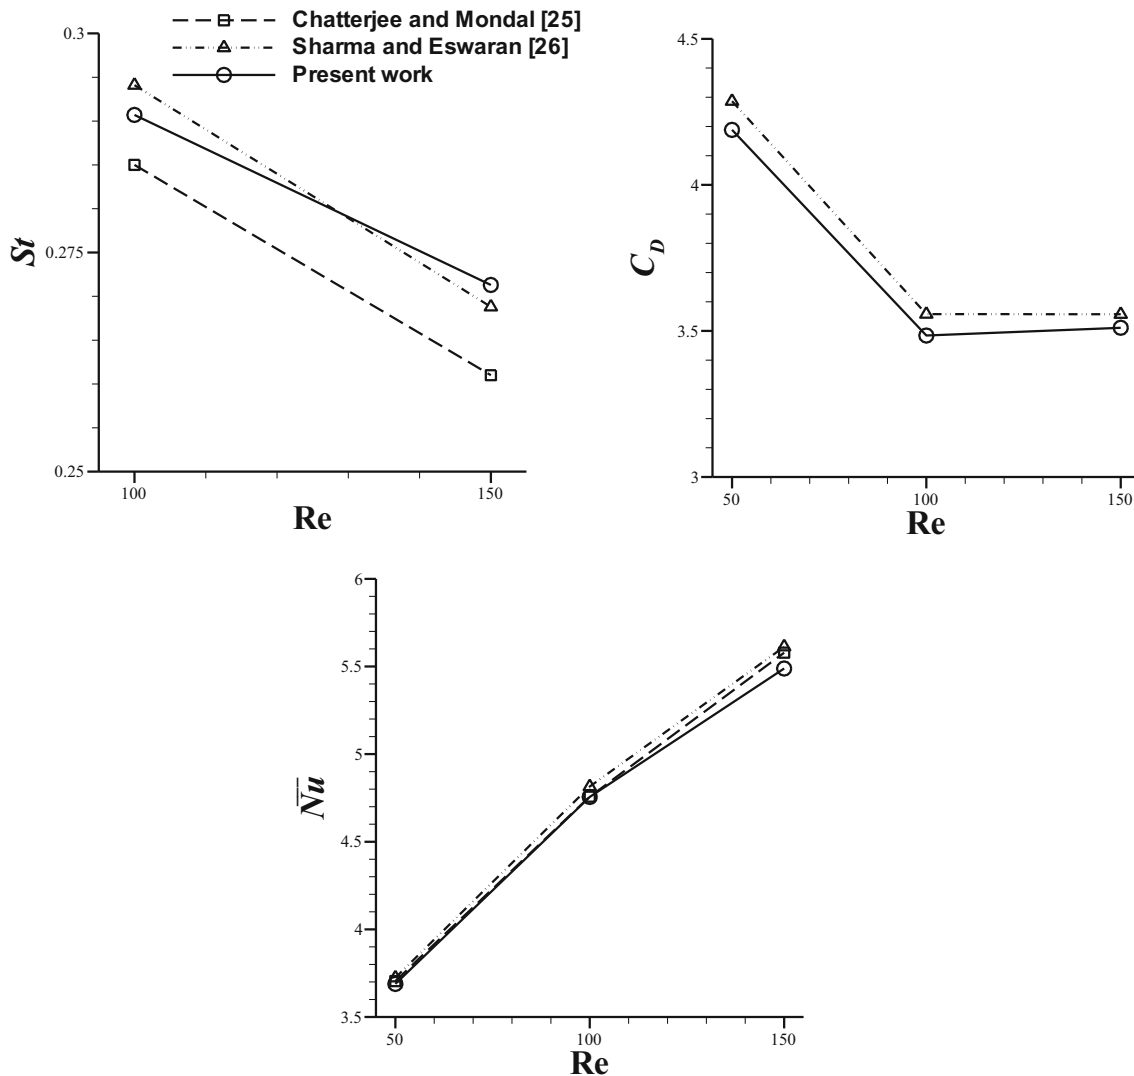 Chatterjee and Mondal [25]
Sharma and Eswaran [26]
Present work
0.3
0.275
0.25
St
100
150
Re
4.5
4
3.5
3
C_D
50
100
150
Re
6
5.5
5
4.5
4
3.5
N̅u̅
50
100
150
Re